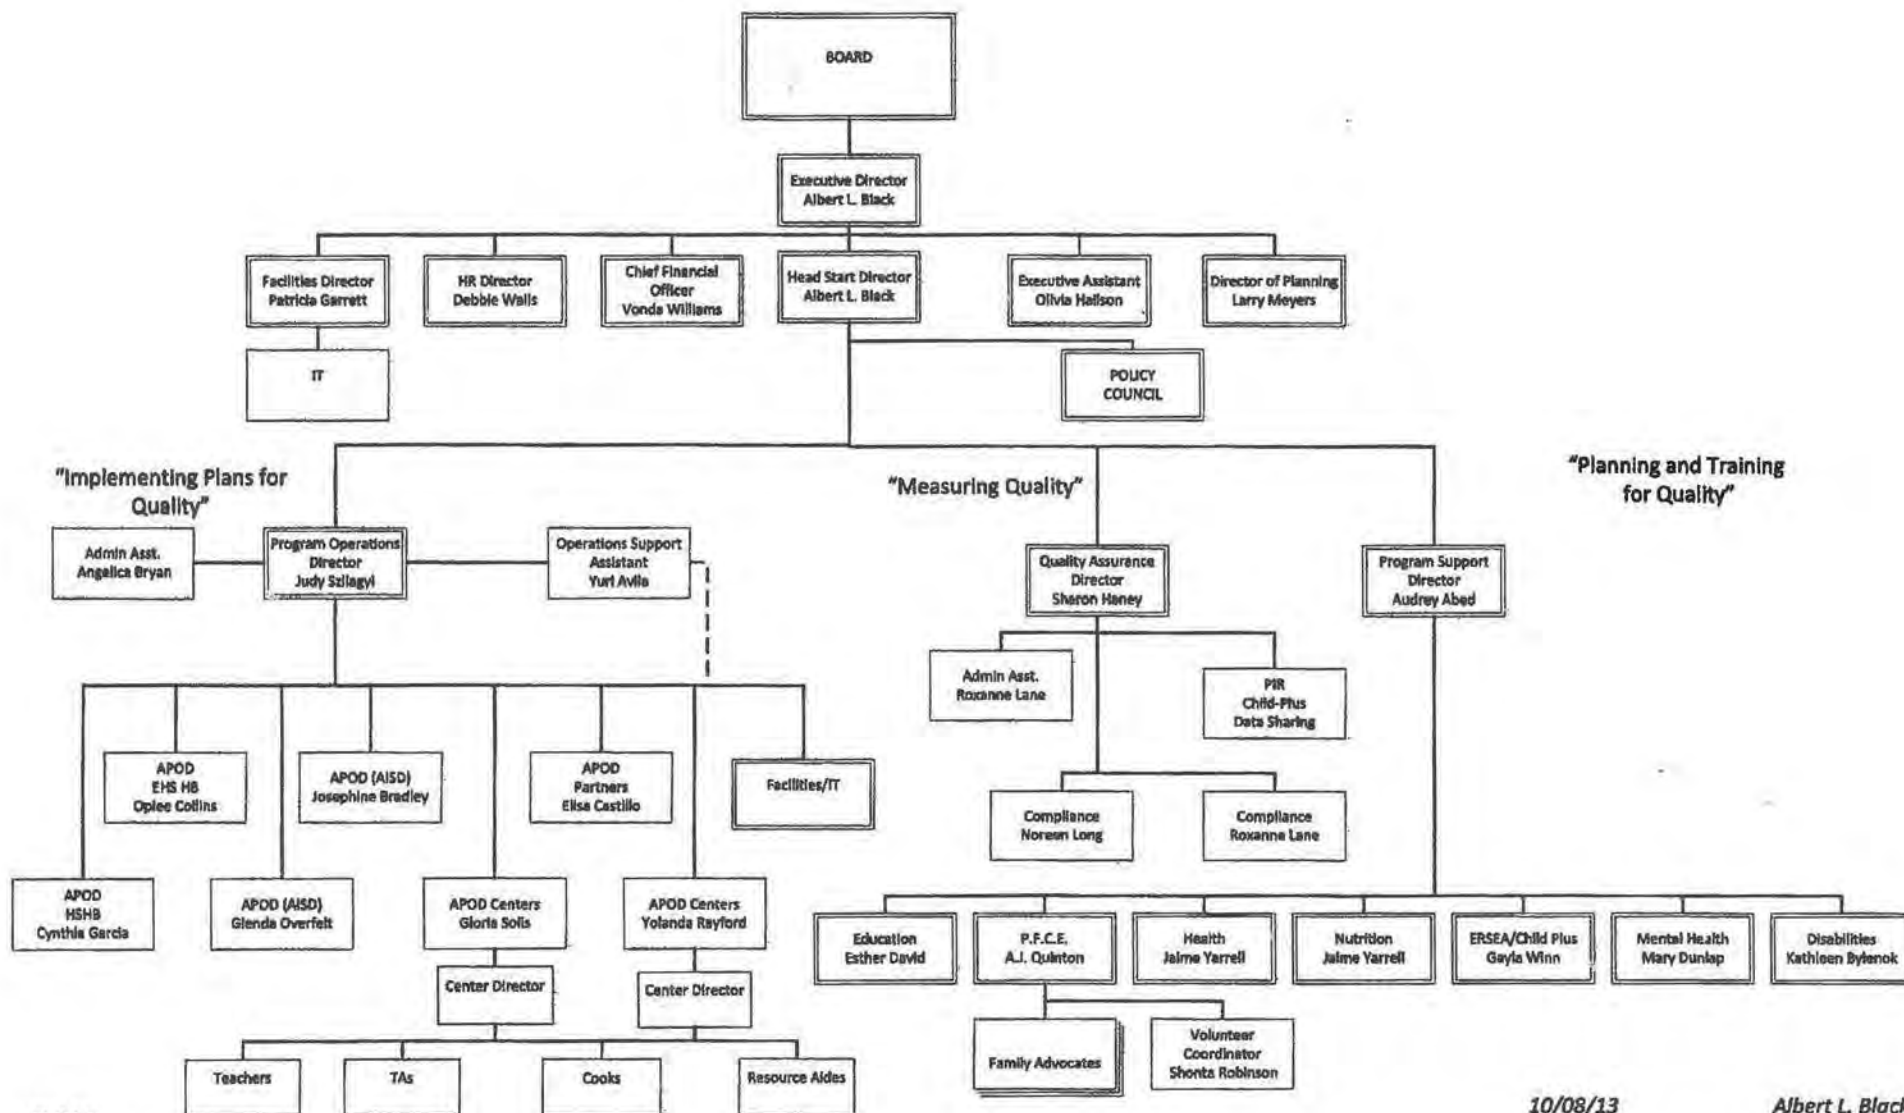 BOARD
Executive Director
Albert L. Black
Facilities Director
Patricia Garrett
HR Director
Debbie Walls
Chief Financial
Officer
Vonda Williams
Head Start Director
Albert L. Black
Executive Assistant
Olivia Hallson
Director of Planning
Larry Meyers
IT
POLICY
COUNCIL
"Implementing Plans for
Quality"
"Measuring Quality"
"Planning and Training
for Quality"
Admin Asst.
Angelica Bryan
Program Operations
Director
Judy Szilagyi
Operations Support
Assistant
Yuri Avila
Quality Assurance
Director
Sharon Haney
Program Support
Director
Audrey Abed
Admin Asst.
Roxanne Lane
PIR
Child-Plus
Data Sharing
APOD
EHS HB
Oplee Collins
APOD (AISD)
Josephine Bradley
APOD
Partners
Elisa Castillo
Facilities/IT
Compliance
Noreen Long
Compliance
Roxanne Lane
APOD
HSHB
Cynthia Garcia
APOD (AISD)
Glenda Overfelt
APOD Centers
Gloria Solis
APOD Centers
Yolanda Rayford
Education
Esther David
P.F.C.E.
A.J. Quinton
Health
Jaime Yarrell
Nutrition
Jaime Yarrell
ERSEA/Child Plus
Gayla Winn
Mental Health
Mary Dunlap
Disabilities
Kathleen Bylenok
Center Director
Center Director
Family Advocates
Volunteer
Coordinator
Shonta Robinson
Teachers
TAs
Cooks
Resource Aides
10/08/13
Albert L. Black